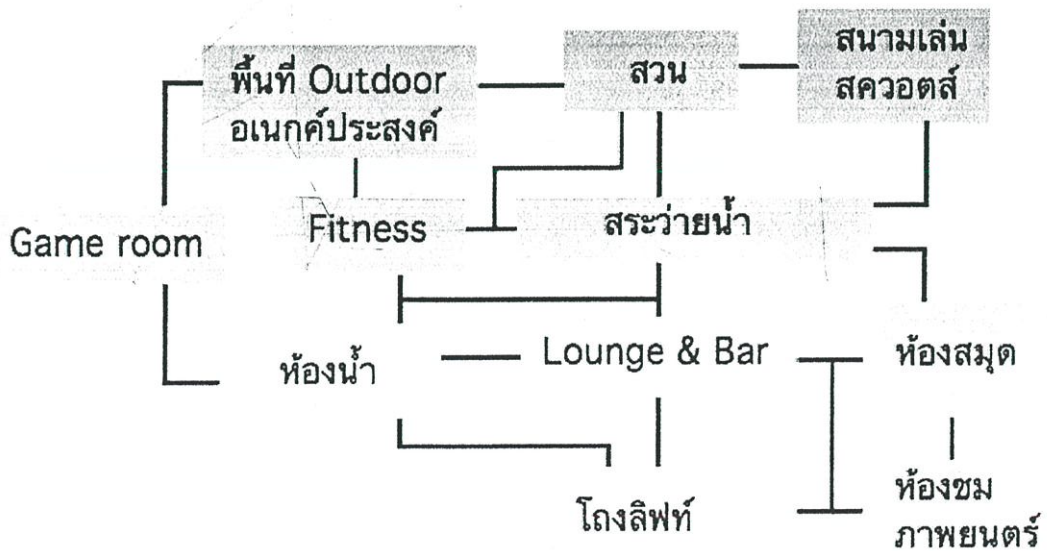 พื้นที่ Outdoor
อเนกค์ประสงค์
สวน
สนามเล่น
สควอตส์
Game room
Fitness
สระว่ายน้ำ
ห้องน้ำ
Lounge & Bar
ห้องสมุด
โถงลิฟท์
ห้องชม
ภาพยนตร์